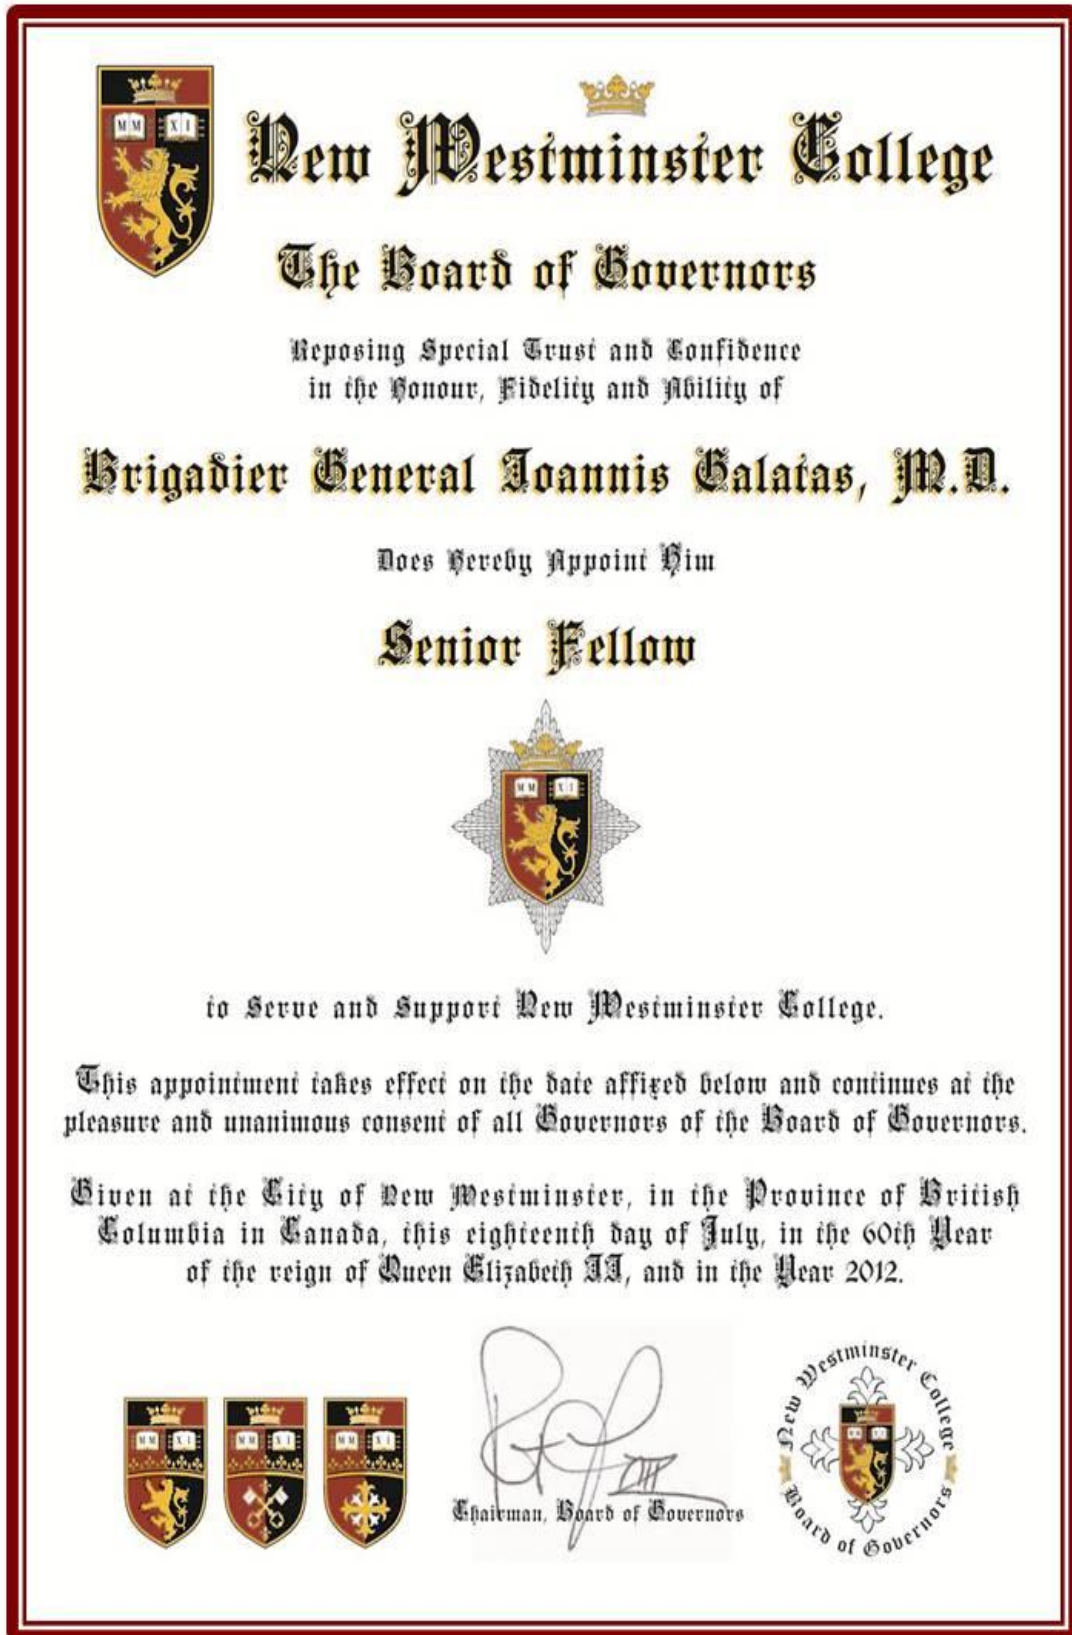 MM XI
New Westminster College
The Board of Governors
Reposing Special Trust and Confidence
in the Honour, Fidelity and Ability of
Brigadier General Ioannis Galatas, M.D.
Does Hereby Appoint Him
Senior Fellow
MM XI
to Serve and Support New Westminster College.
This appointment takes effect on the date affixed below and continues at the
pleasure and unanimous consent of all Governors of the Board of Governors.
Given at the City of New Westminster, in the Province of British
Columbia in Canada, this eighteenth day of July, in the 60th Year
of the reign of Queen Elizabeth II, and in the Year 2012.
MM XI MM XI MM XI
Chairman, Board of Governors
New Westminster College
Board of Governors